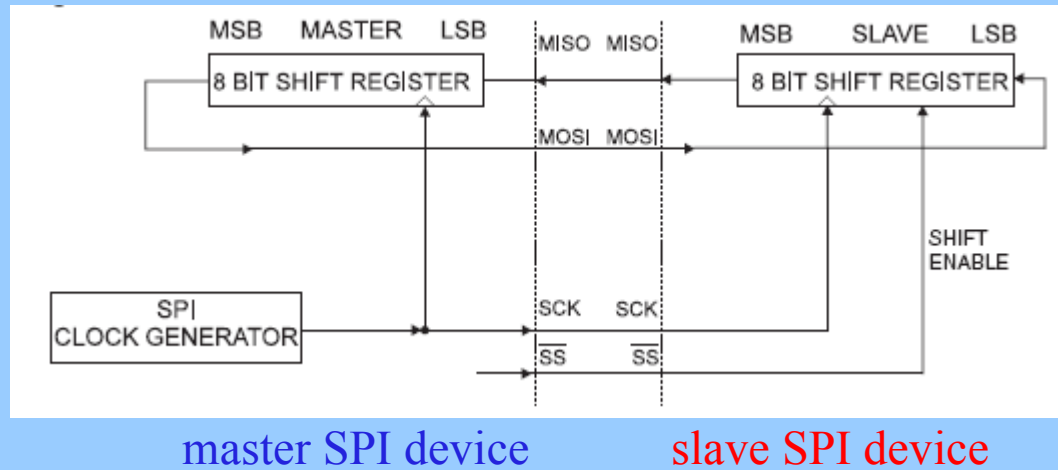 MSB MASTER LSB
MISO MISO
MSB SLAVE LSB
8 BIT SHIFT REGISTER
8 BIT SHIFT REGISTER
MOSI MOSI
SHIFT
ENABLE
SPI
CLOCK GENERATOR
SCK SCK
SS SS
master SPI device slave SPI device